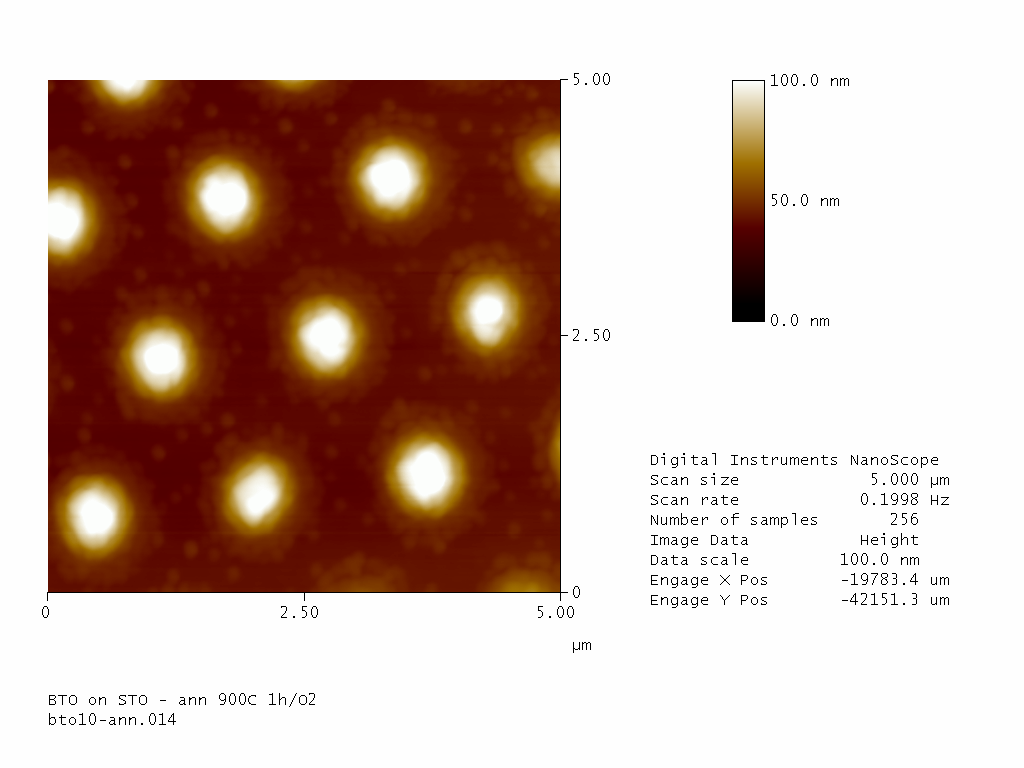 5.00
2.50
0
0 2.50 5.00
µm
100.0 nm
50.0 nm
0.0 nm
Digital Instruments NanoScope
Scan size 5.000 µm
Scan rate 0.1998 Hz
Number of samples 256
Image Data Height
Data scale 100.0 nm
Engage X Pos -19783.4 um
Engage Y Pos -42151.3 um
BTO on STO - ann 900C 1h/O2
bto10-ann.014